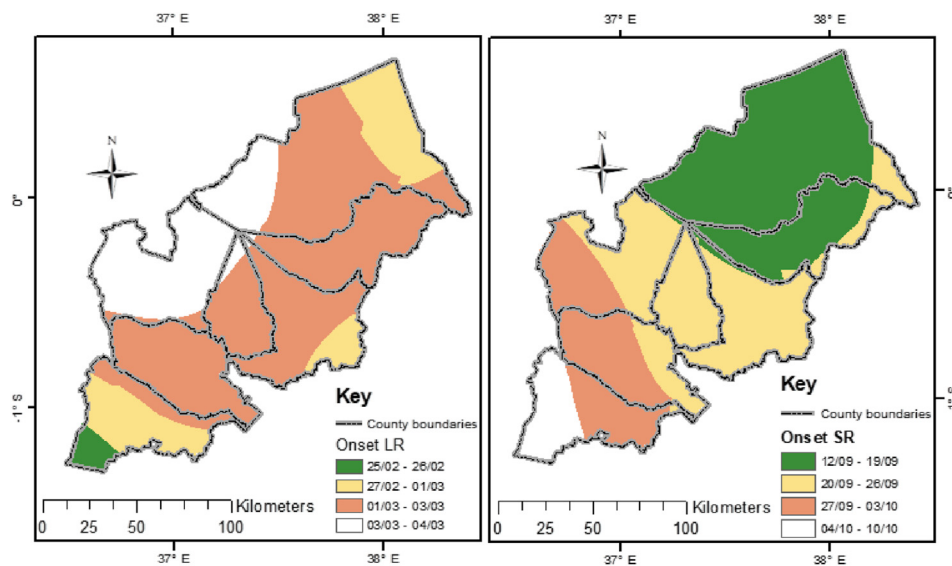 37° E 38° E
N
0°
-1° S
Key
County boundaries
Onset LR
25/02 - 26/02
27/02 - 01/03
01/03 - 03/03
03/03 - 04/03
Kilometers
0 25 50 100
37° E 38° E
37° E 38° E
N
0°
Key
County boundaries
Onset SR
12/09 - 19/09
20/09 - 26/09
27/09 - 03/10
04/10 - 10/10
Kilometers
0 25 50 100
37° E 38° E